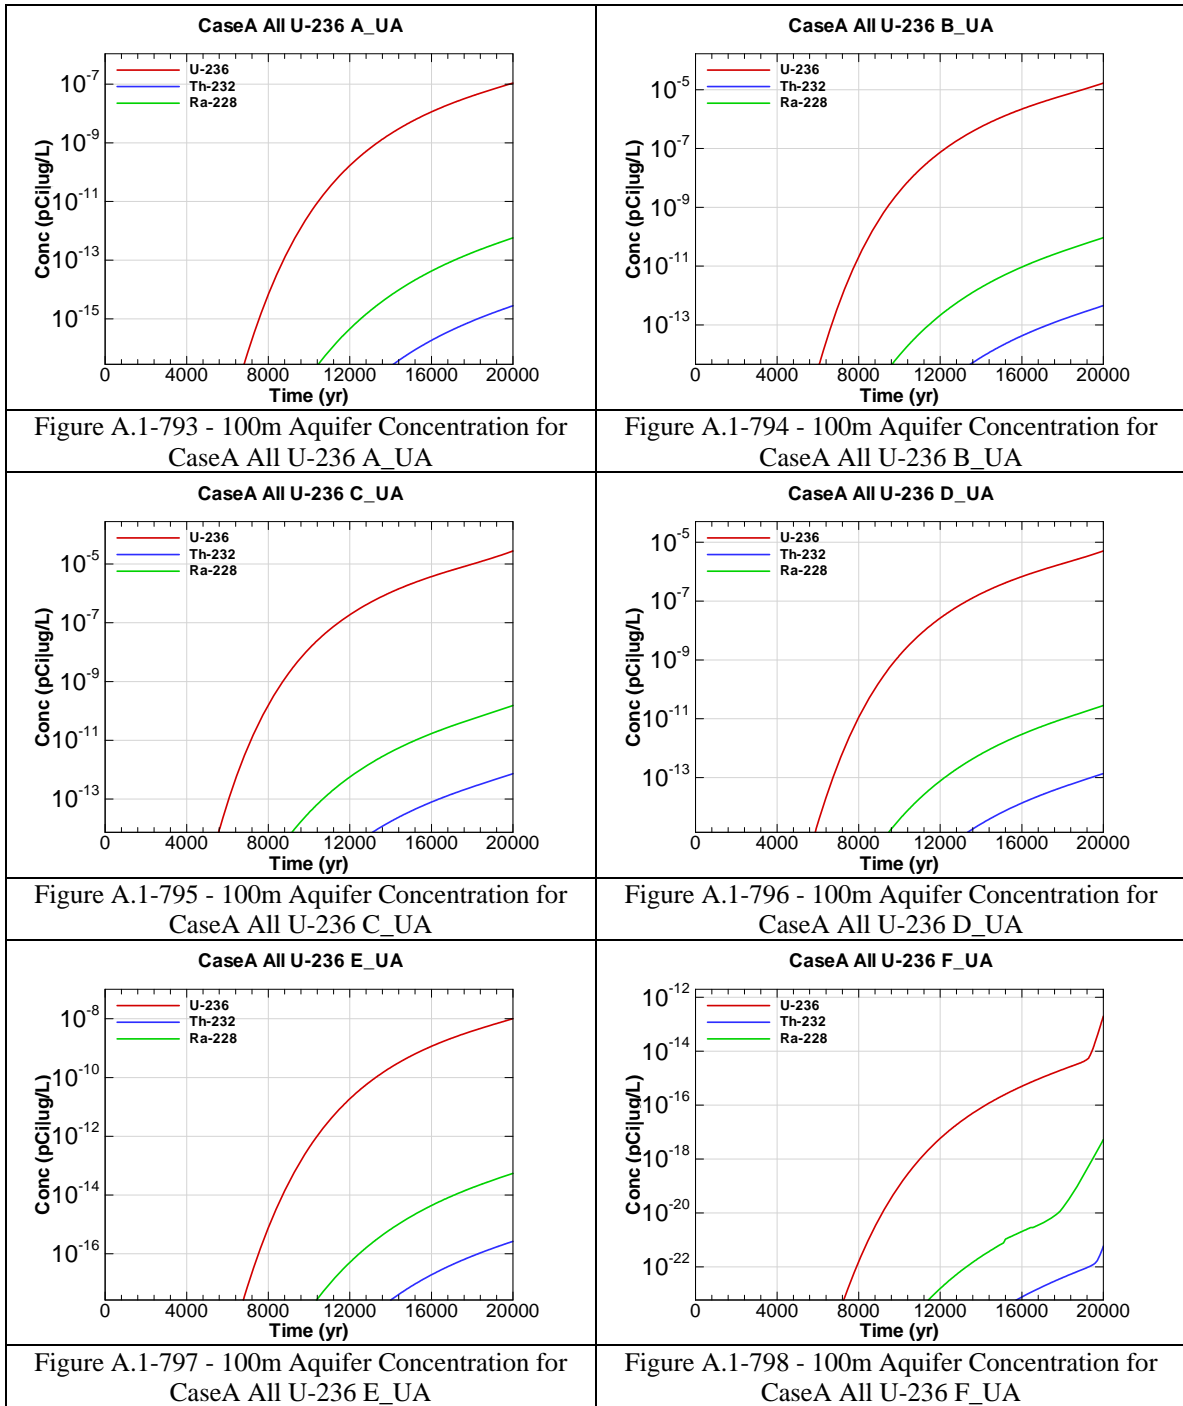 CaseA All U-236 A_UA
U-236
Th-232
Ra-228
10-7
10-9
10-11
10-13
10-15
Conc (pCi|ug/L)
0 4000 8000 12000 16000 20000
Time (yr)
Figure A.1-793 - 100m Aquifer Concentration for
CaseA All U-236 A_UA
CaseA All U-236 B_UA
U-236
Th-232
Ra-228
10-5
10-7
10-9
10-11
10-13
Conc (pCi|ug/L)
0 4000 8000 12000 16000 20000
Time (yr)
Figure A.1-794 - 100m Aquifer Concentration for
CaseA All U-236 B_UA
CaseA All U-236 C_UA
U-236
Th-232
Ra-228
10-5
10-7
10-9
10-11
10-13
Conc (pCi|ug/L)
0 4000 8000 12000 16000 20000
Time (yr)
Figure A.1-795 - 100m Aquifer Concentration for
CaseA All U-236 C_UA
CaseA All U-236 D_UA
U-236
Th-232
Ra-228
10-5
10-7
10-9
10-11
10-13
Conc (pCi|ug/L)
0 4000 8000 12000 16000 20000
Time (yr)
Figure A.1-796 - 100m Aquifer Concentration for
CaseA All U-236 D_UA
CaseA All U-236 E_UA
U-236
Th-232
Ra-228
10-8
10-10
10-12
10-14
10-16
Conc (pCi|ug/L)
0 4000 8000 12000 16000 20000
Time (yr)
Figure A.1-797 - 100m Aquifer Concentration for
CaseA All U-236 E_UA
CaseA All U-236 F_UA
U-236
Th-232
Ra-228
10-12
10-14
10-16
10-18
10-20
10-22
Conc (pCi|ug/L)
0 4000 8000 12000 16000 20000
Time (yr)
Figure A.1-798 - 100m Aquifer Concentration for
CaseA All U-236 F_UA